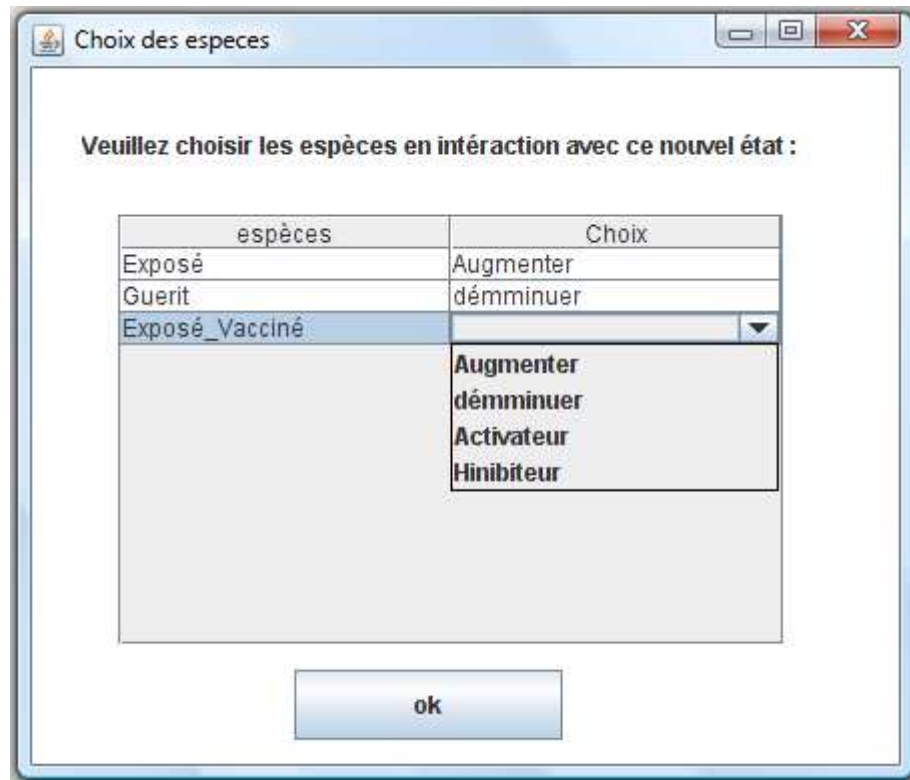 Choix des especes
Veuillez choisir les espèces en intéraction avec ce nouvel état :
espèces Choix
Exposé Augmenter
Guerit démminuer
Exposé_Vacciné
Augmenter
démminuer
Activateur
Hinibiteur
ok